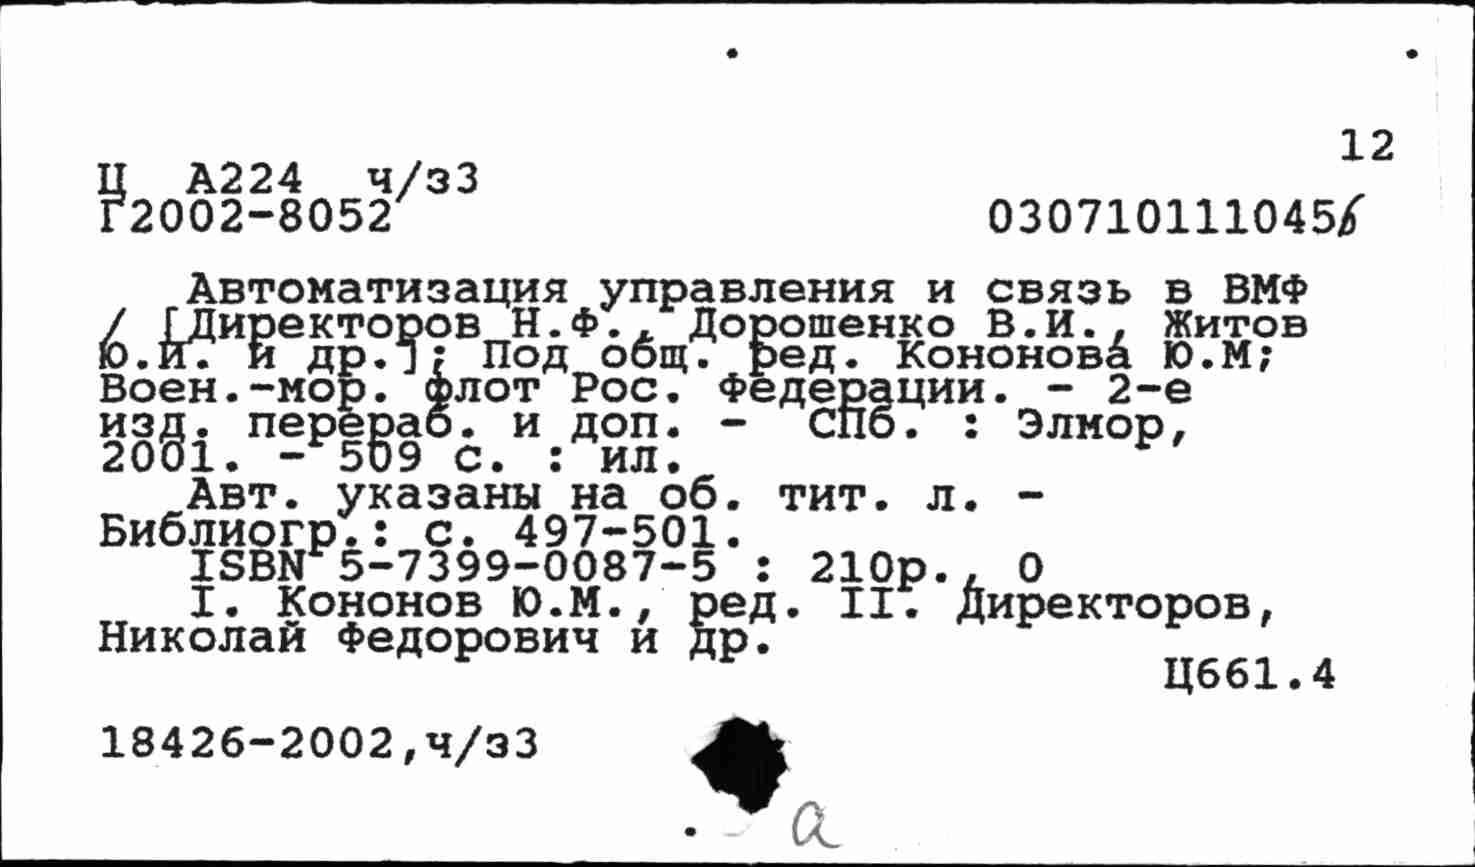 12
Ц А224 ч/з3
Г2002-8052 0307101110456
Автоматизация управления и связь в ВМФ
/ [Директоров Н.Ф., Дорошенко В.И., Житов
Ю.И. и др.]; Под общ. ред. Кононова Ю.М;
Воен.-мор. флот Рос. Федерации. - 2-е
изд. перераб. и доп. - СПб. : Элмор,
2001. - 509 с. : ил.
Авт. указаны на об. тит. л. -
Библиогр.: с. 497-501.
ISBN 5-7399-0087-5 : 210р., 0
I. Кононов Ю.М., ред. II. Директоров,
Николай Федорович и др.
Ц661.4
18426-2002,ч/з3
а